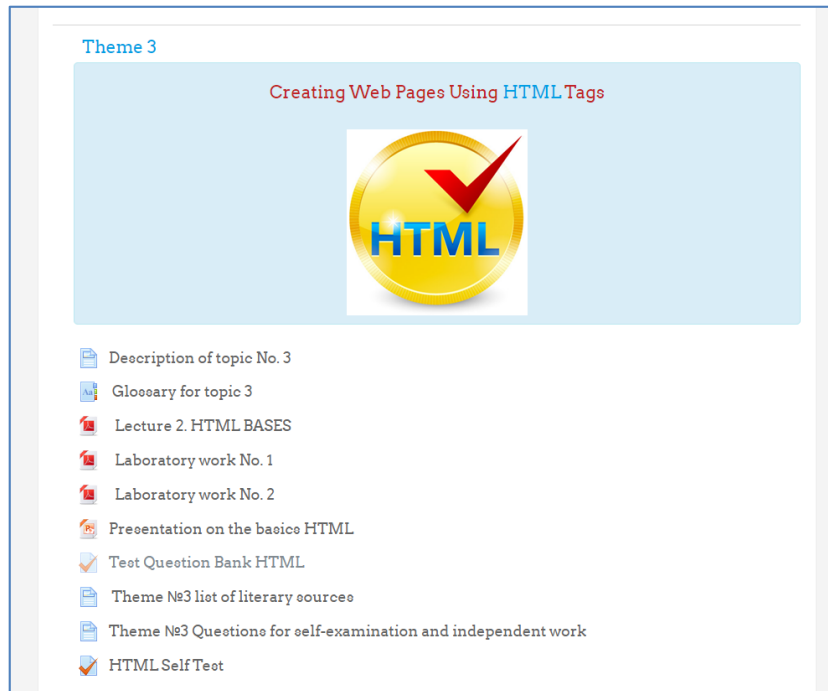 Theme 3
Creating Web Pages Using HTML Tags
HTML
Description of topic No. 3
Glossary for topic 3
Lecture 2. HTML BASES
Laboratory work No. 1
Laboratory work No. 2
Presentation on the basics HTML
Test Question Bank HTML
Theme №3 list of literary sources
Theme №3 Questions for self-examination and independent work
HTML Self Test